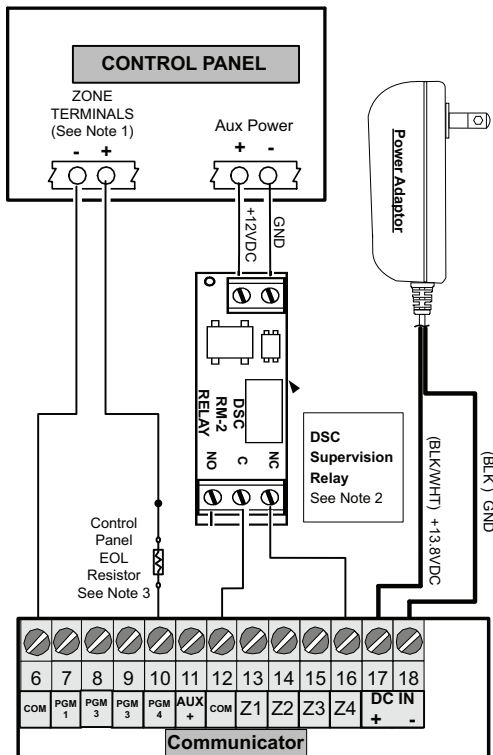 CONTROL PANEL
ZONE
TERMINALS
(See Note 1)
- +
Aux Power
+ -
+12VDC
GND
Power Adaptor
DSC
RM-2
RELAY
NO C NC
DSC
Supervision
Relay
See Note 2
(BLK/WHT) +13.8VDC
(BLK ) GND
Control
Panel
EOL
Resistor
See Note 3
6 7 8 9 10 11 12 13 14 15 16 17 18
COM PGM 1 PGM 3 PGM 3 PGM 4 AUX + COM Z1 Z2 Z3 Z4 DC IN
+ -
Communicator